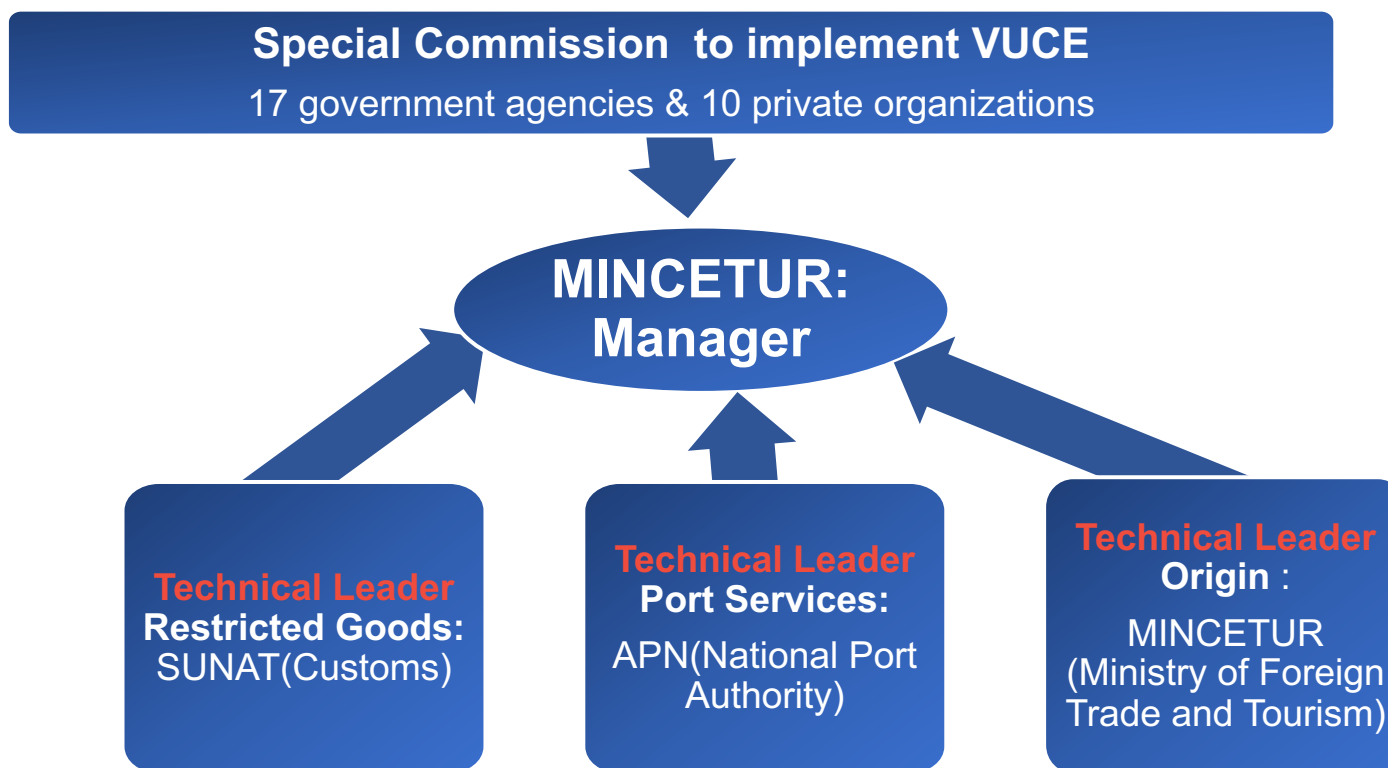 Special Commission  to implement VUCE
17 government agencies & 10 private organizations
MINCETUR:
Manager
Technical Leader
Restricted Goods:
SUNAT(Customs)
Technical Leader
Port Services:
APN(National Port
Authority)
Technical Leader
Origin :
MINCETUR
(Ministry of Foreign
Trade and Tourism)